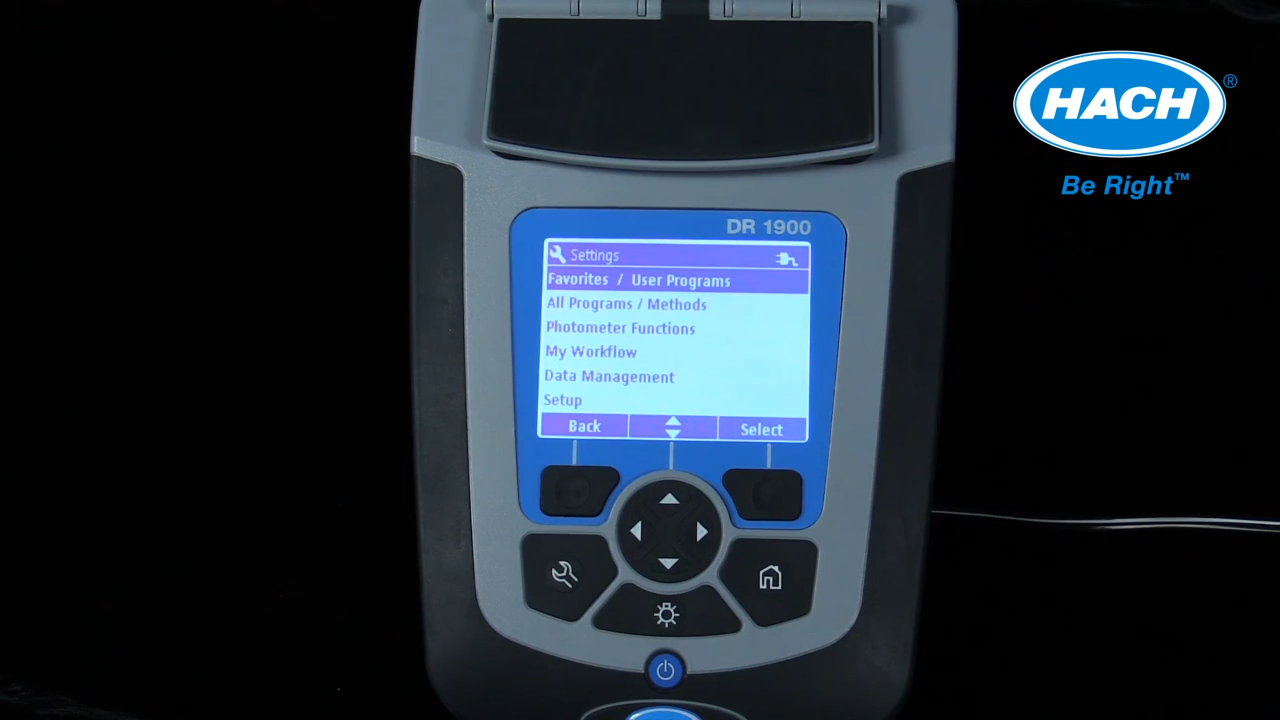 HACH®
Be Right™
DR 1900
Settings
Favorites / User Programs
All Programs / Methods
Photometer Functions
My Workflow
Data Management
Setup
Back
Select